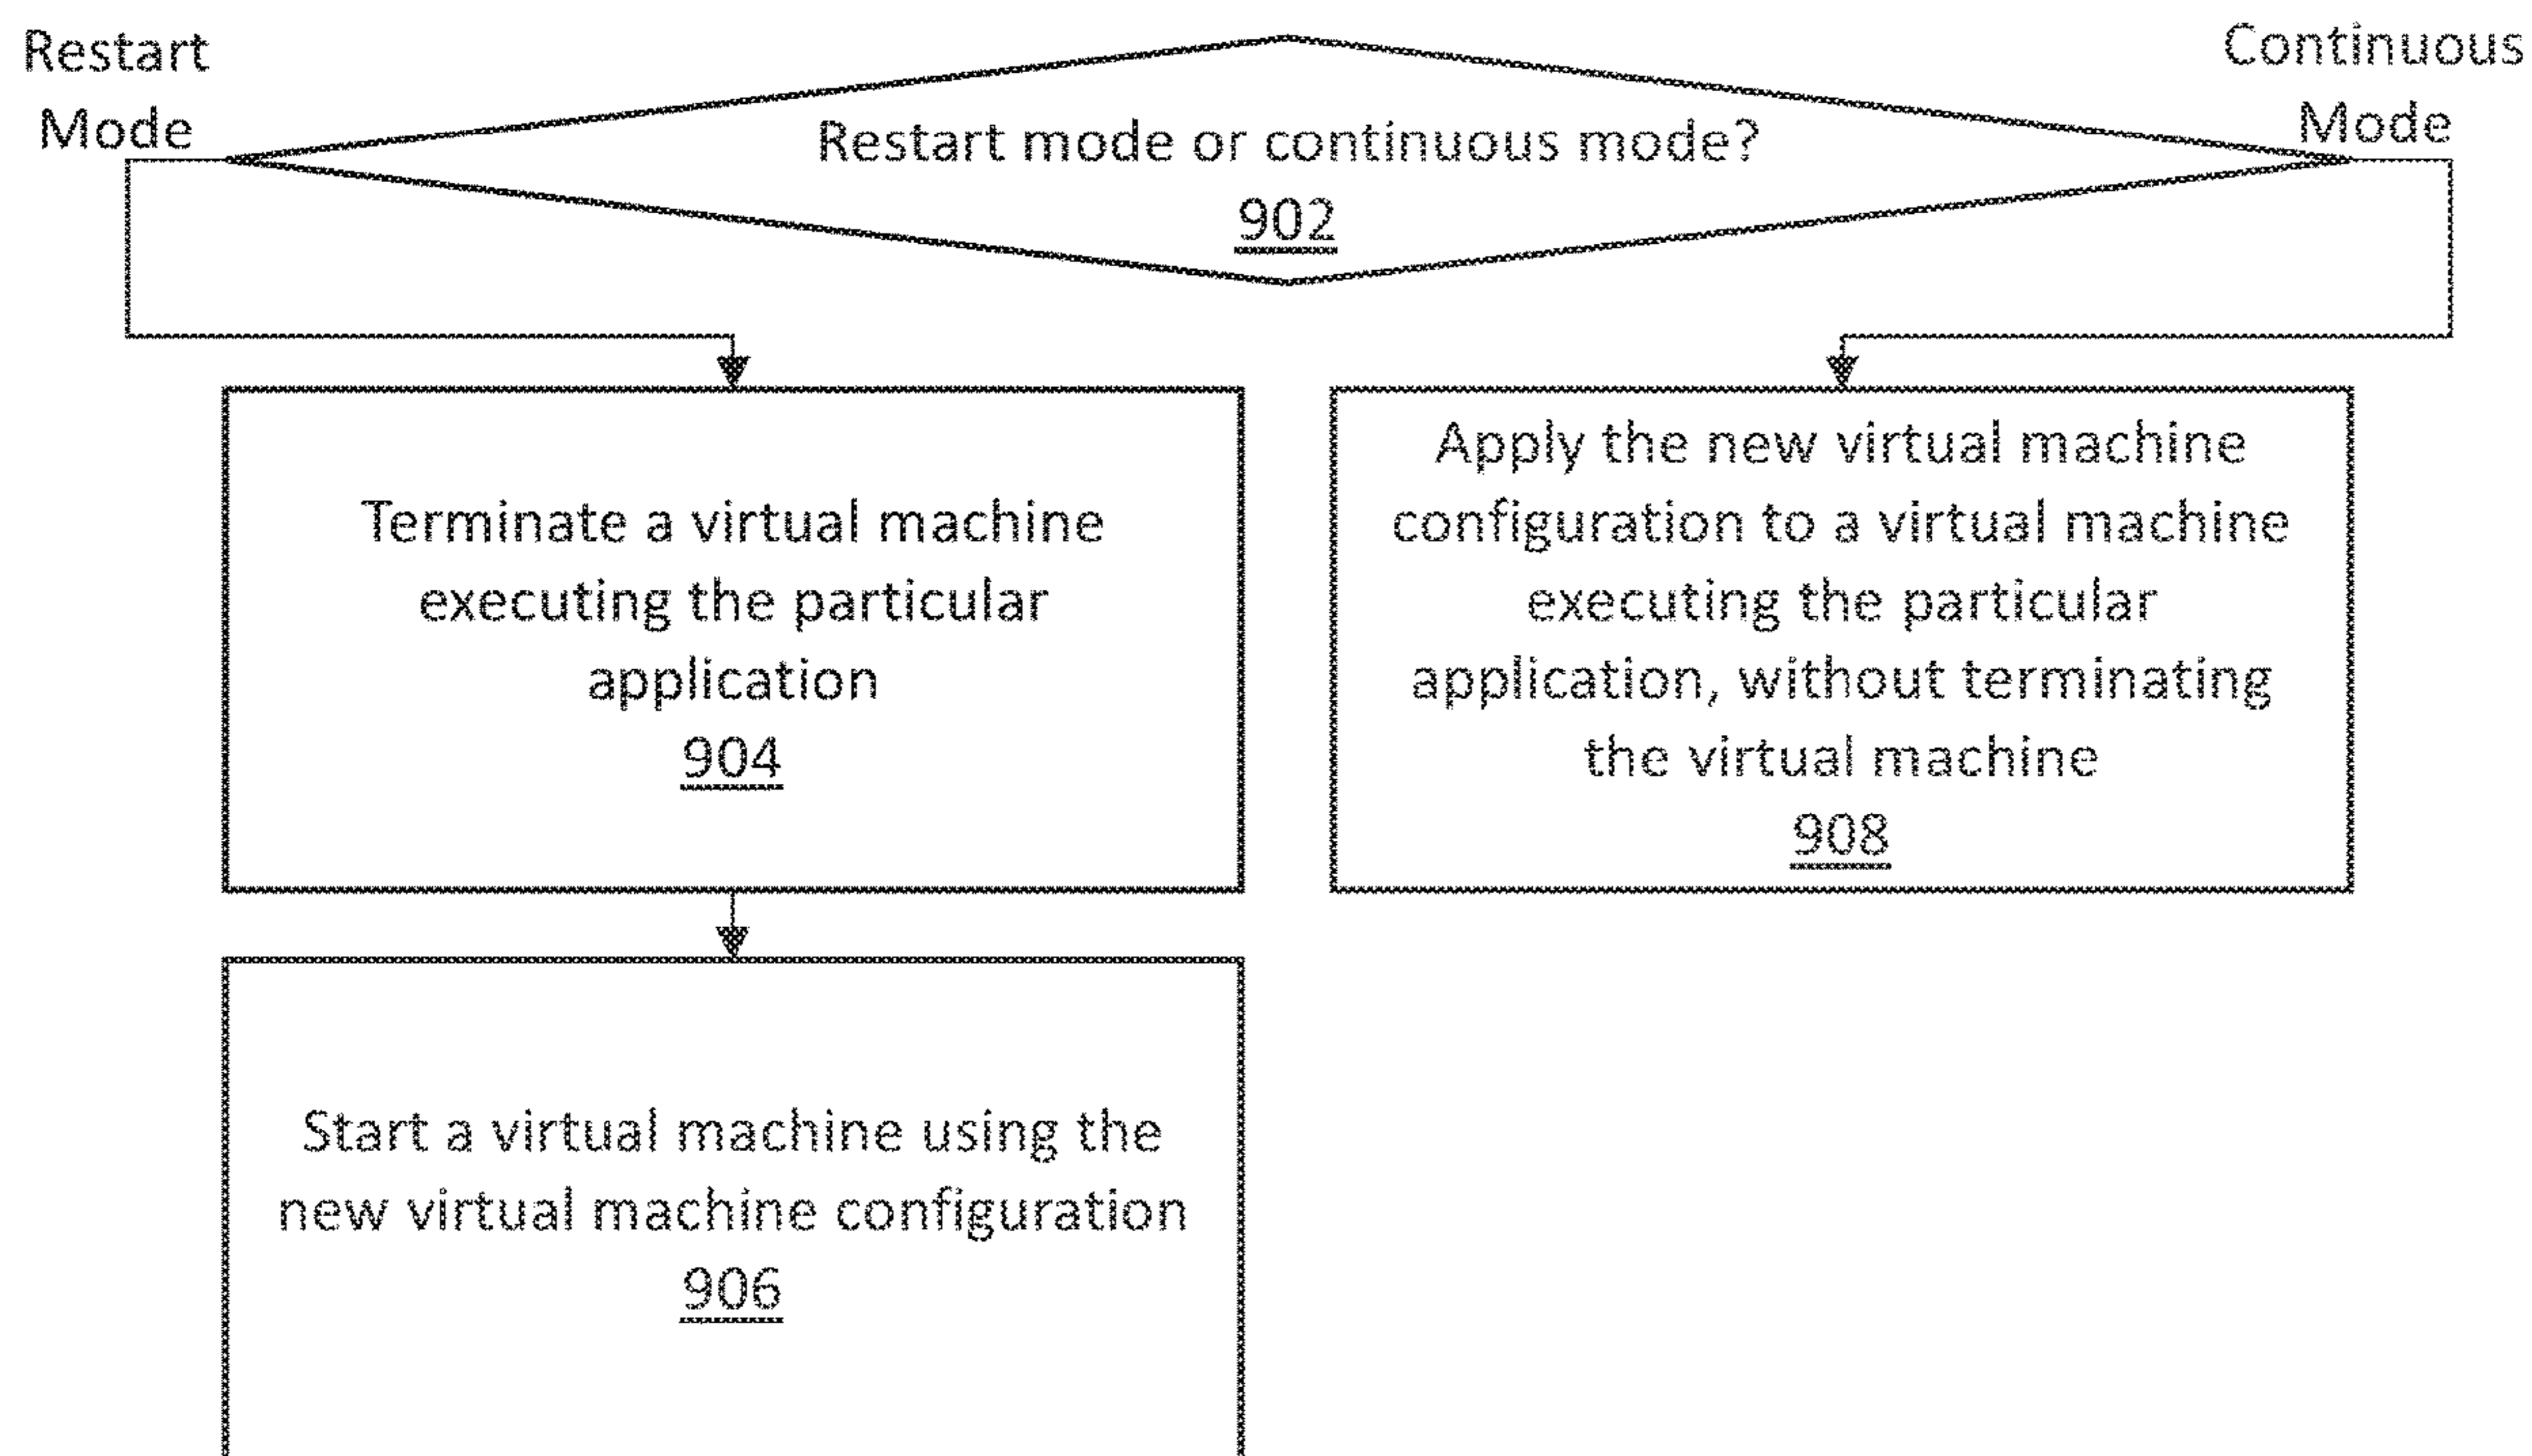 Restart
Mode
Continuous
Mode
Restart mode or continuous mode?
902
Terminate a virtual machine
executing the particular
application
904
Apply the new virtual machine
configuration to a virtual machine
executing the particular
application, without terminating
the virtual machine
908
Start a virtual machine using the
new virtual machine configuration
906